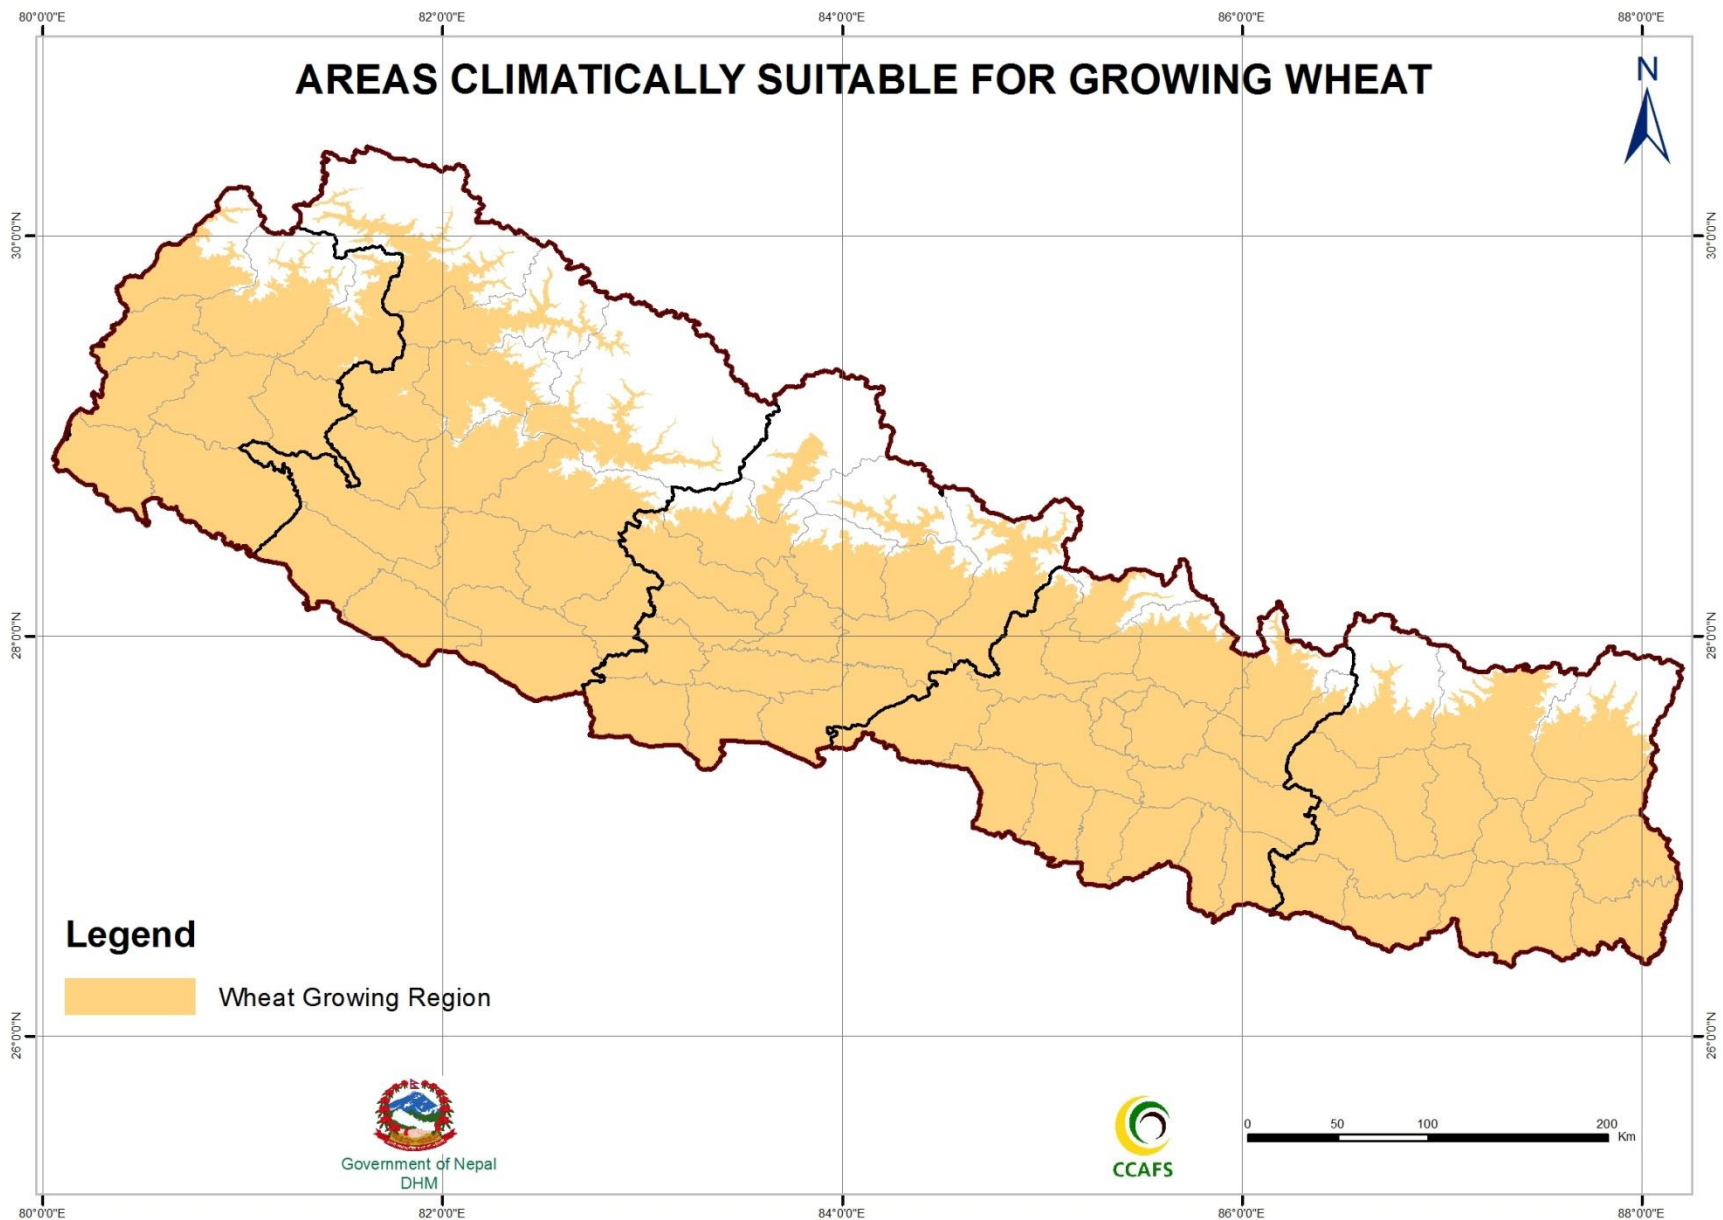 80°0'0"E 82°0'0"E 84°0'0"E 86°0'0"E 88°0'0"E
AREAS CLIMATICALLY SUITABLE FOR GROWING WHEAT
N
30°0'0"N 30°0'0"N
28°0'0"N 28°0'0"N
Legend
Wheat Growing Region
26°0'0"N 26°0'0"N
Government of Nepal
DHM
CCAFS
0 50 100 200
Km
80°0'0"E 82°0'0"E 84°0'0"E 86°0'0"E 88°0'0"E